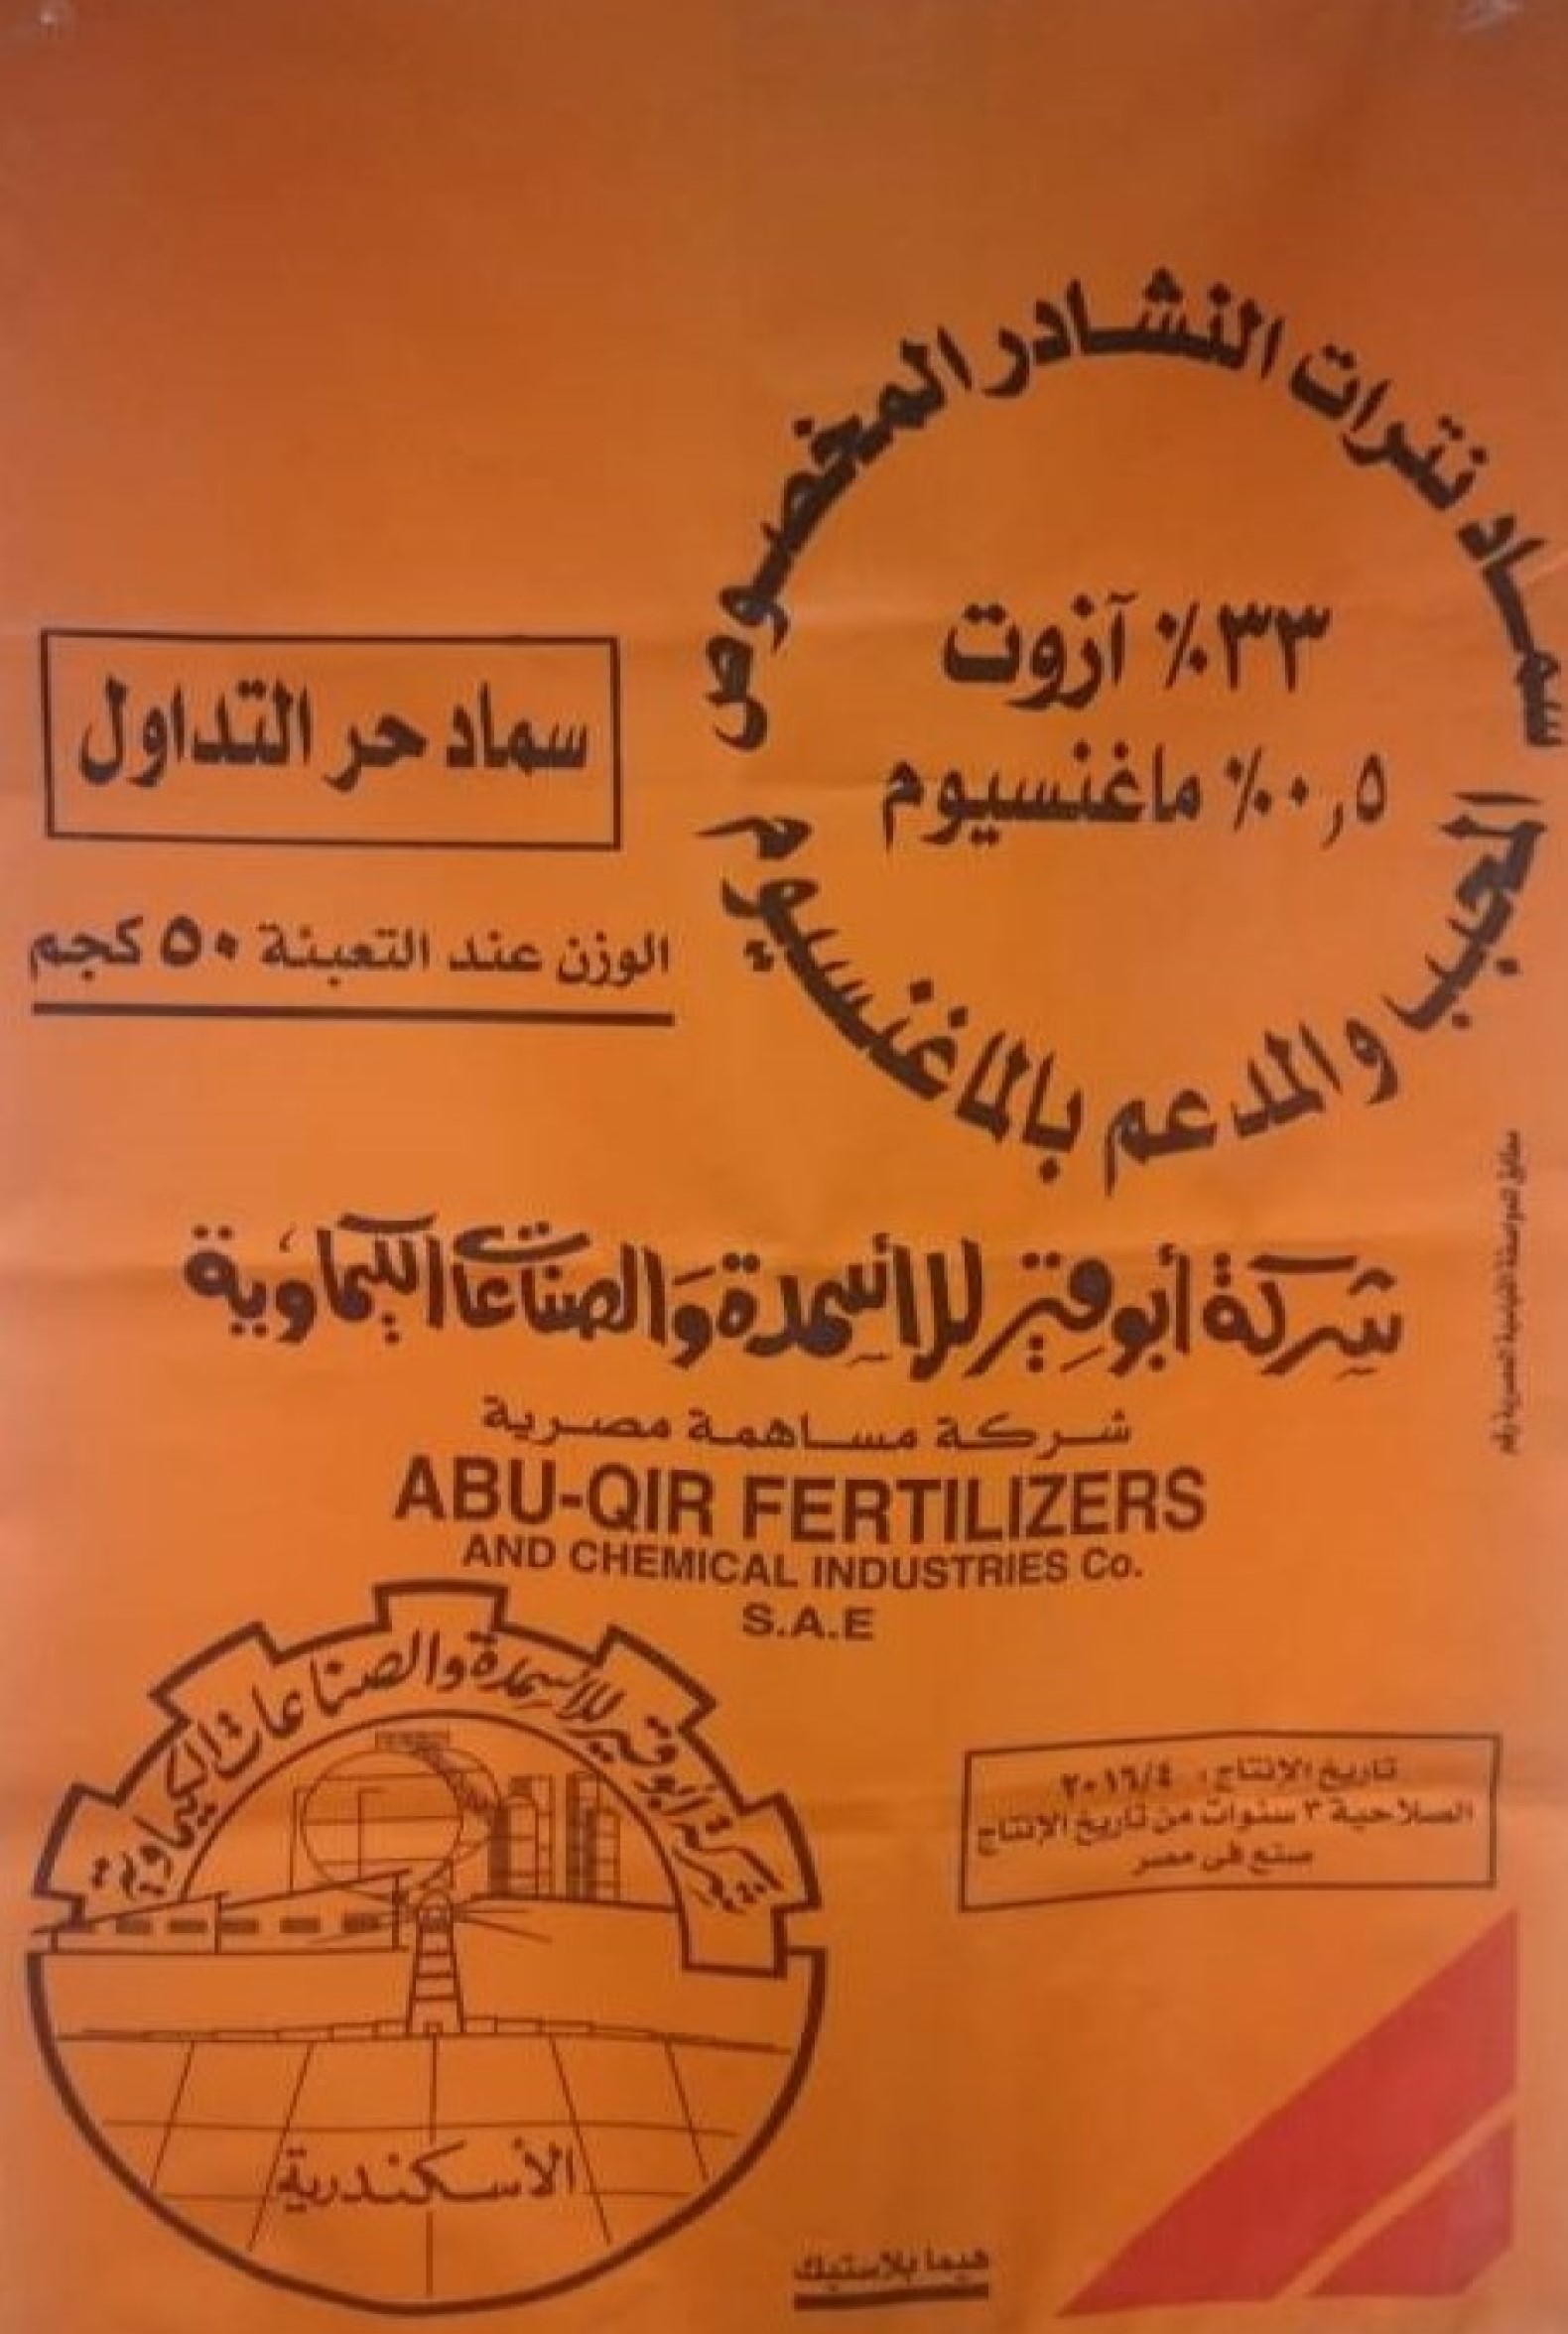 سماد نترات النشادر المخصوص
المحبب والمدعم بالماغنسيوم
٣٣٪ آزوت
٠,٥٪ ماغنسيوم
سماد حر التداول
الوزن عند التعبئة ٥٠ كجم
مطابق للمواصفة القياسية المصرية رقم
شركة أبوقير للأسمدة والصناعات الكيماوية
شركة مساهمة مصرية
ABU-QIR FERTILIZERS
AND CHEMICAL INDUSTRIES Co.
S.A.E
شركة أبوقير للأسمدة والصناعات الكيماوية
الأسكندرية
تاريخ الإنتاج: ٢٠١٦/٤
الصلاحية ٣ سنوات من تاريخ الإنتاج
صنع فى مصر
هيما بلاستيك